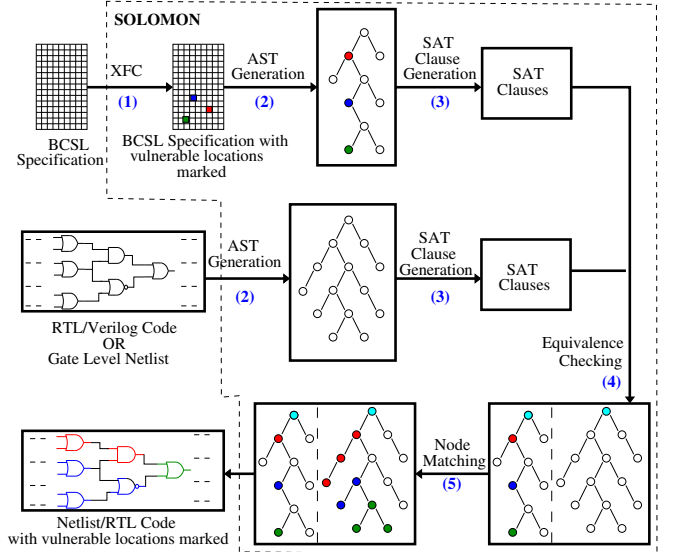 SOLOMON
XFC
(1)
AST
Generation
(2)
SAT
Clause
Generation
(3)
SAT
Clauses
BCSL
Specification
BCSL Specification with
vulnerable locations
marked
AST
Generation
(2)
SAT
Clause
Generation
(3)
SAT
Clauses
RTL/Verilog Code
OR
Gate Level Netlist
Equivalence
Checking
(4)
Node
Matching
(5)
Netlist/RTL Code
with vulnerable locations marked